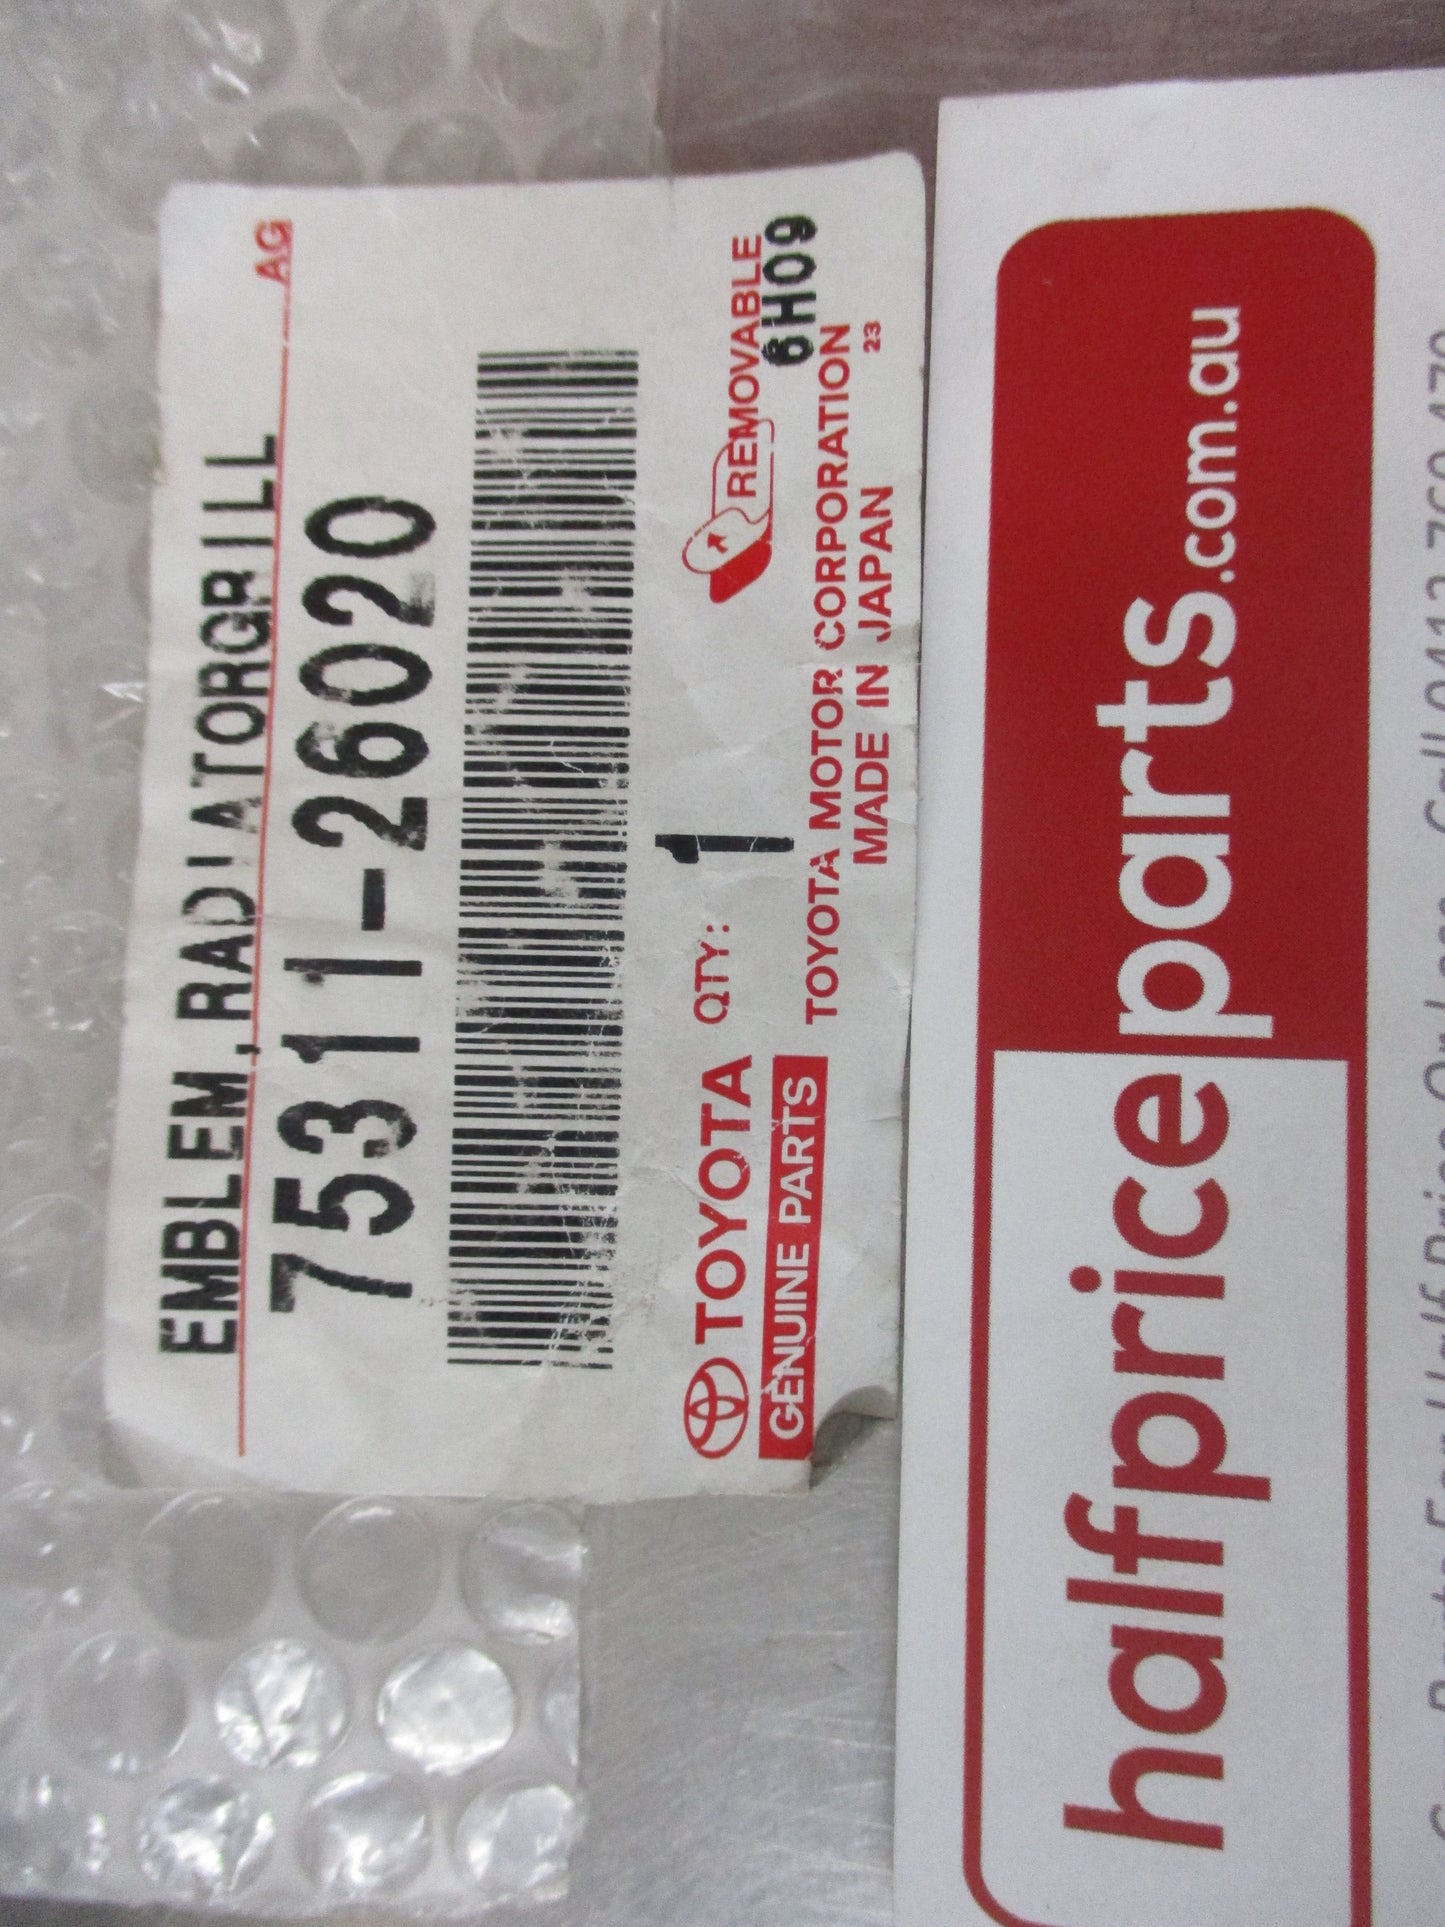 AG
EMBLEM,RADIATORGRILL
75311-26020
REMOVABLE
6H09
TOYOTA QTY: 1
GENUINE PARTS
TOYOTA MOTOR CORPORATION
MADE IN JAPAN
23
halfpriceparts.com.au